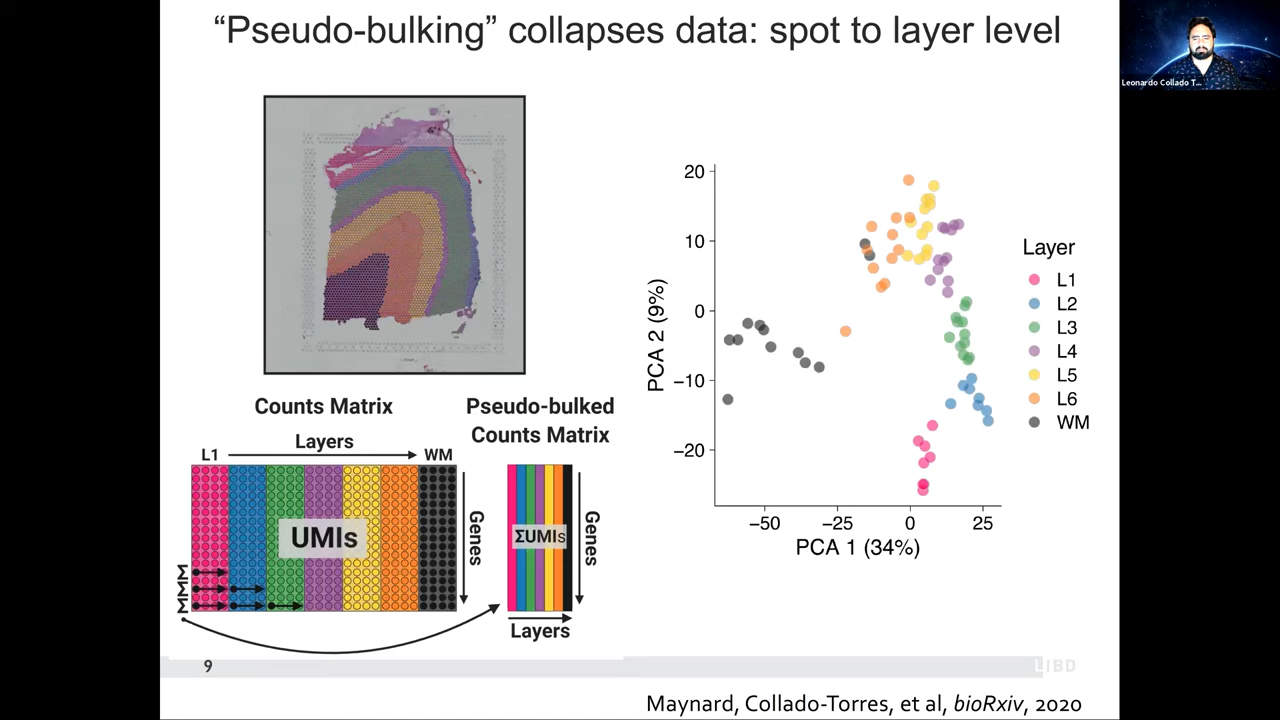 “Pseudo-bulking” collapses data: spot to layer level
Leonardo Collado T...
Counts Matrix
Pseudo-bulked
Counts Matrix
Layers
L1
WM
UMIs
Genes
ΣUMIs
Genes
Layers
20
10
0
−10
−20
PCA 2 (9%)
−50
−25
0
25
PCA 1 (34%)
Layer
L1
L2
L3
L4
L5
L6
WM
9
LIBD
Maynard, Collado-Torres, et al, bioRxiv, 2020